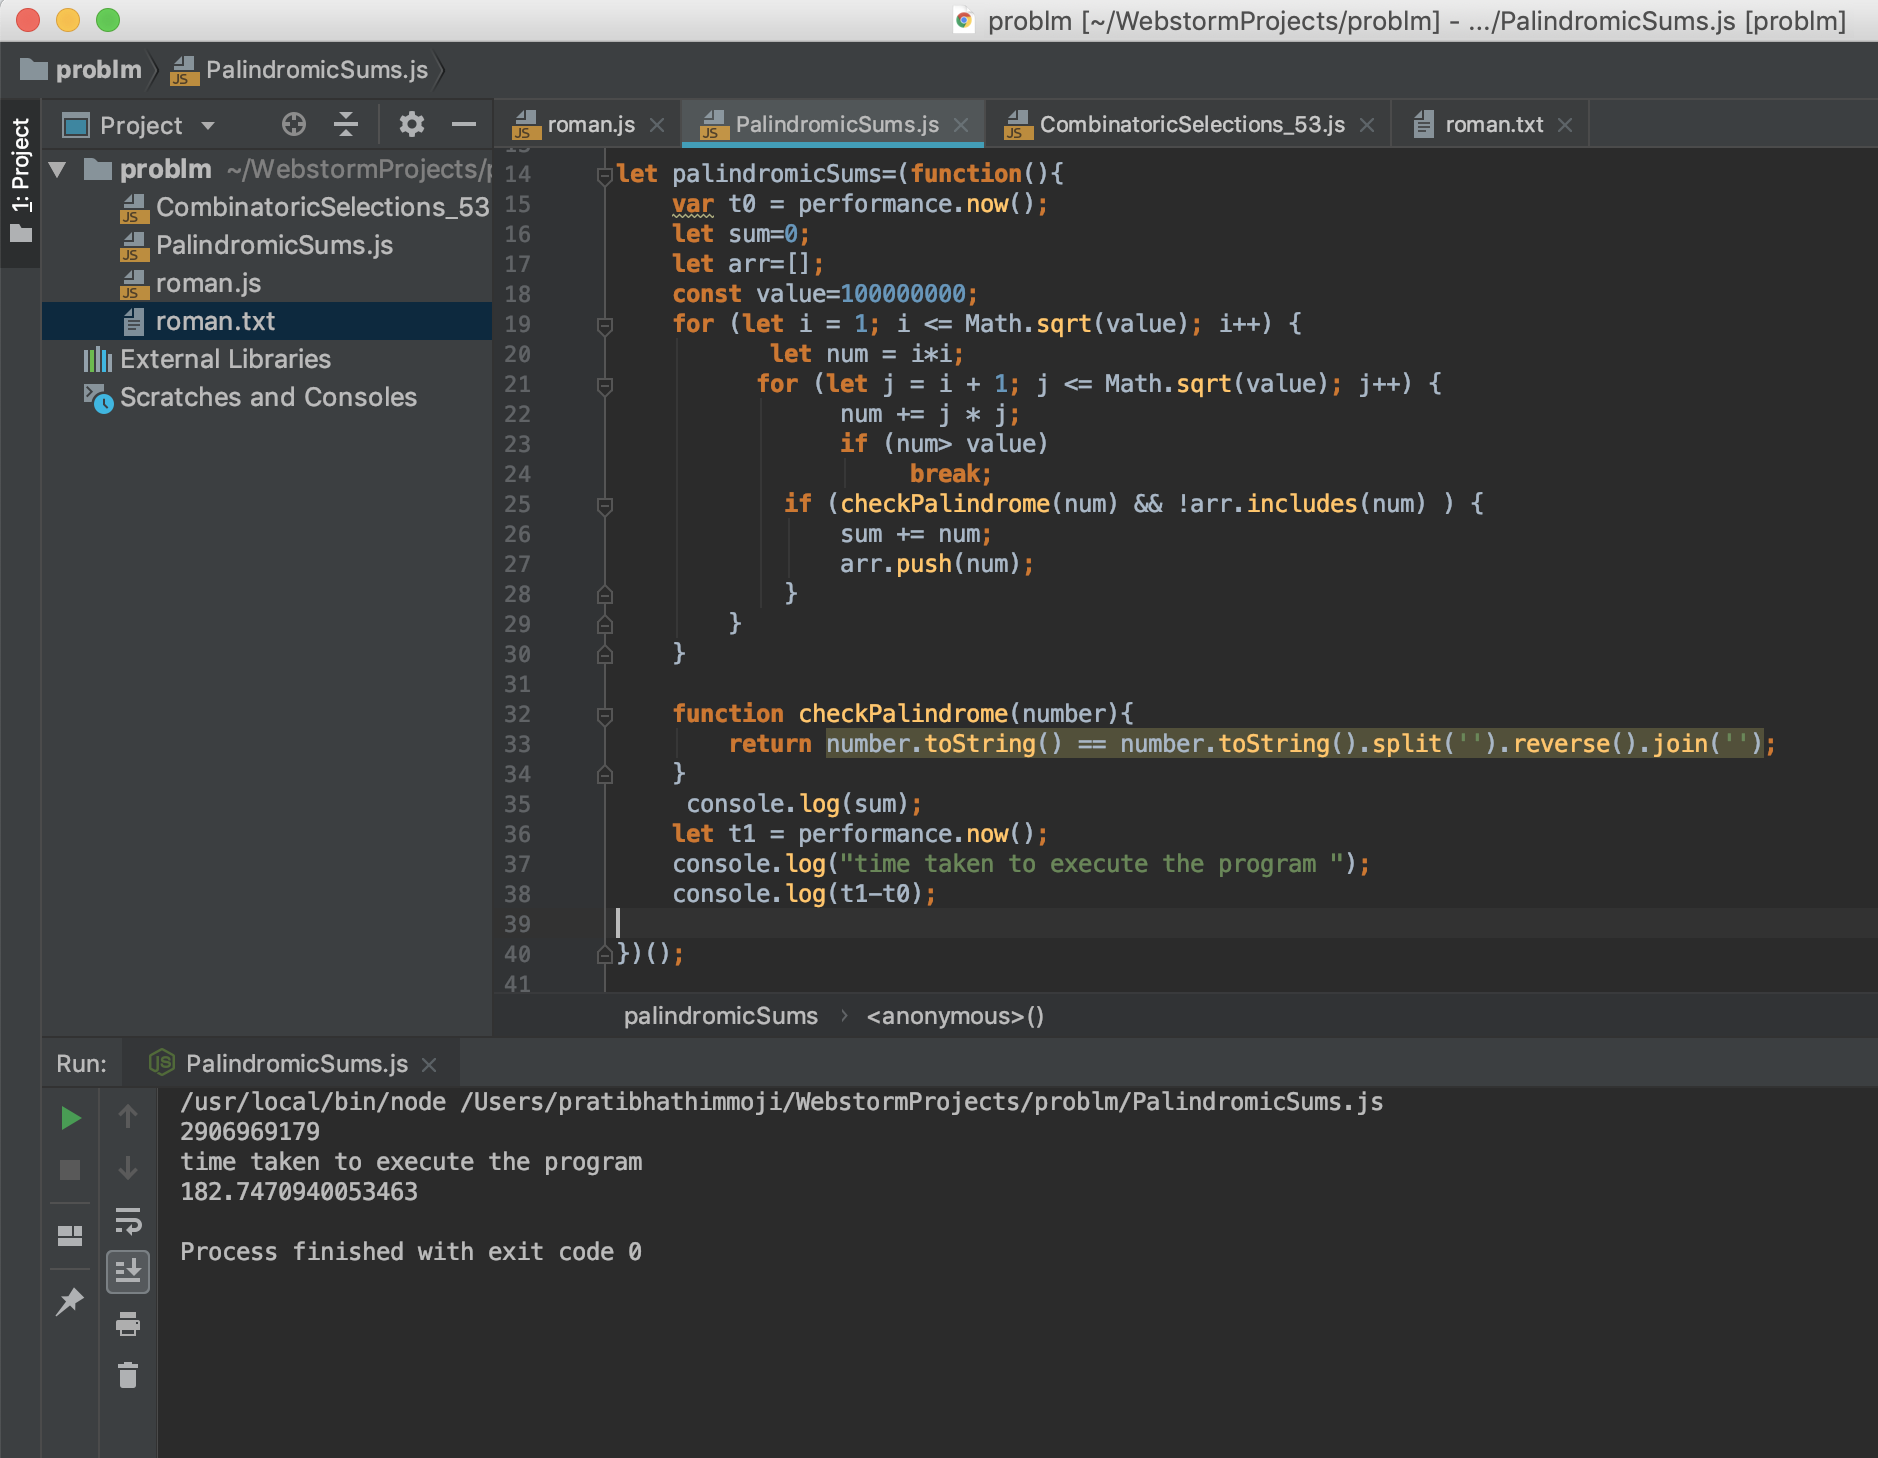 problm [~/WebstormProjects/problm] - .../PalindromicSums.js [problm]
problm
PalindromicSums.js
1: Project
Project
problm ~/WebstormProjects/p
CombinatoricSelections_53
PalindromicSums.js
roman.js
roman.txt
External Libraries
Scratches and Consoles
roman.js
PalindromicSums.js
CombinatoricSelections_53.js
roman.txt
14 let palindromicSums=(function(){
15 var t0 = performance.now();
16 let sum=0;
17 let arr=[];
18 const value=100000000;
19 for (let i = 1; i <= Math.sqrt(value); i++) {
20 let num = i*i;
21 for (let j = i + 1; j <= Math.sqrt(value); j++) {
22 num += j * j;
23 if (num> value)
24 break;
25 if (checkPalindrome(num) && !arr.includes(num) ) {
26 sum += num;
27 arr.push(num);
28 }
29 }
30 }
31
32 function checkPalindrome(number){
33 return number.toString() == number.toString().split('').reverse().join('');
34 }
35 console.log(sum);
36 let t1 = performance.now();
37 console.log("time taken to execute the program ");
38 console.log(t1-t0);
39
40 })();
41
palindromicSums › <anonymous>()
Run: PalindromicSums.js
/usr/local/bin/node /Users/pratibhathimmoji/WebstormProjects/problm/PalindromicSums.js
2906969179
time taken to execute the program
182.7470940053463
Process finished with exit code 0